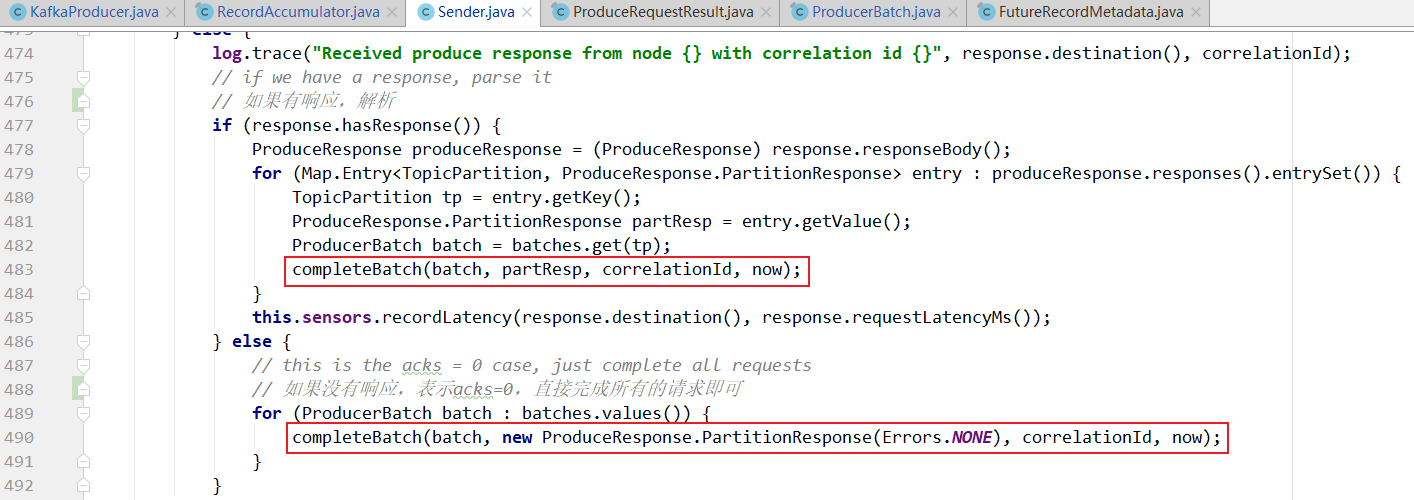 KafkaProducer.java × RecordAccumulator.java × Sender.java × ProduceRequestResult.java × ProducerBatch.java × FutureRecordMetadata.java ×
473 } else {
474 log.trace("Received produce response from node {} with correlation id {}", response.destination(), correlationId);
475 // if we have a response, parse it
476 // 如果有响应，解析
477 if (response.hasResponse()) {
478 ProduceResponse produceResponse = (ProduceResponse) response.responseBody();
479 for (Map.Entry<TopicPartition, ProduceResponse.PartitionResponse> entry : produceResponse.responses().entrySet()) {
480 TopicPartition tp = entry.getKey();
481 ProduceResponse.PartitionResponse partResp = entry.getValue();
482 ProducerBatch batch = batches.get(tp);
483 completeBatch(batch, partResp, correlationId, now);
484 }
485 this.sensors.recordLatency(response.destination(), response.requestLatencyMs());
486 } else {
487 // this is the acks = 0 case, just complete all requests
488 // 如果没有响应，表示acks=0，直接完成所有的请求即可
489 for (ProducerBatch batch : batches.values()) {
490 completeBatch(batch, new ProduceResponse.PartitionResponse(Errors.NONE), correlationId, now);
491 }
492 }